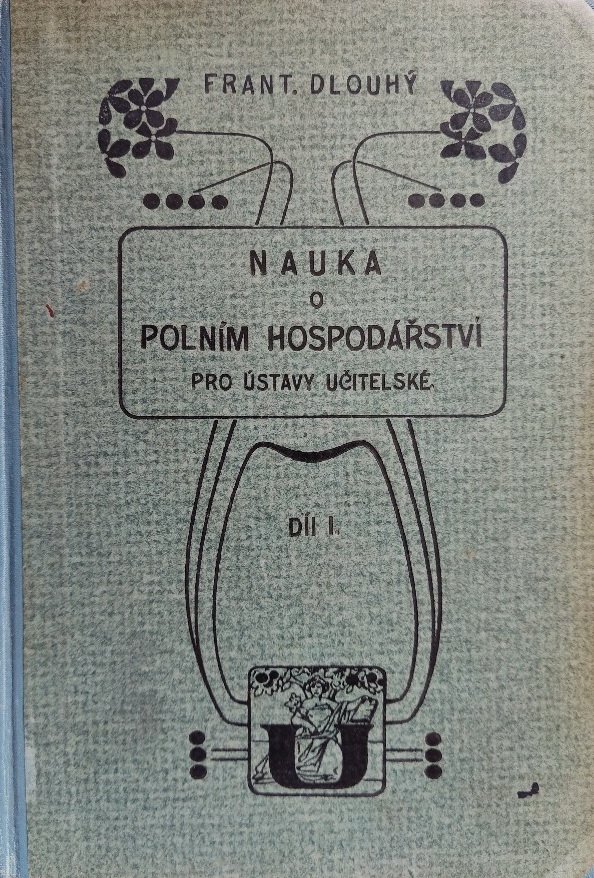 FRANT. DLOUHÝ
NAUKA
O
POLNÍM HOSPODÁŘSTVÍ
PRO ÚSTAVY UČITELSKÉ.
DÍL I.
U